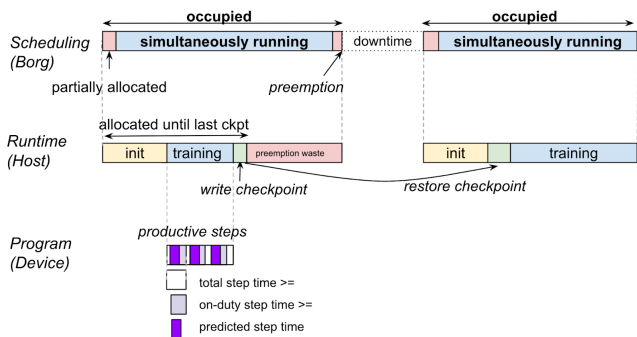 occupied
occupied
Scheduling
(Borg)
simultaneously running
downtime
simultaneously running
partially allocated
preemption
allocated until last ckpt
Runtime
(Host)
init
training
preemption waste
init
training
write checkpoint
restore checkpoint
productive steps
Program
(Device)
total step time >=
on-duty step time >=
predicted step time